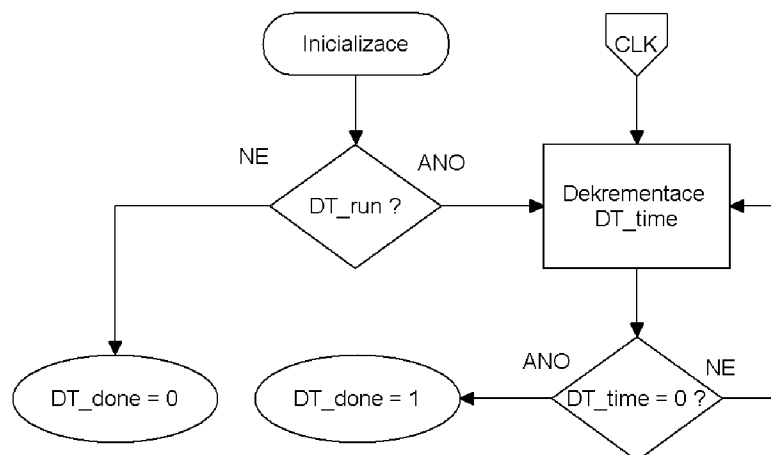 Inicializace
CLK
NE
ANO
DT_run ?
Dekrementace
DT_time
ANO
NE
DT_done = 0
DT_done = 1
DT_time = 0 ?